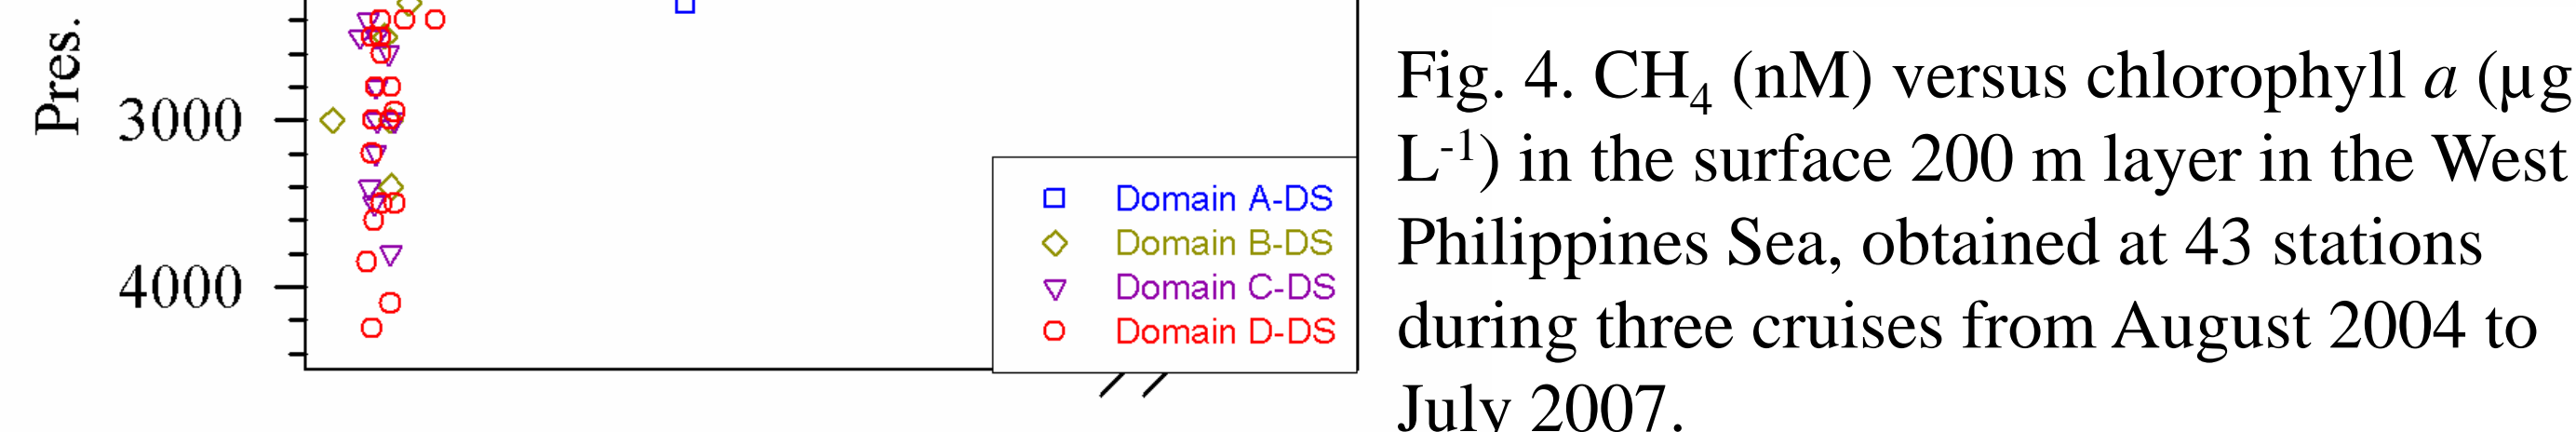 Pres.
3000
4000
Domain A-DS
Domain B-DS
Domain C-DS
Domain D-DS
Fig. 4. CH₄ (nM) versus chlorophyll a (µg
L⁻¹) in the surface 200 m layer in the West
Philippines Sea, obtained at 43 stations
during three cruises from August 2004 to
July 2007.